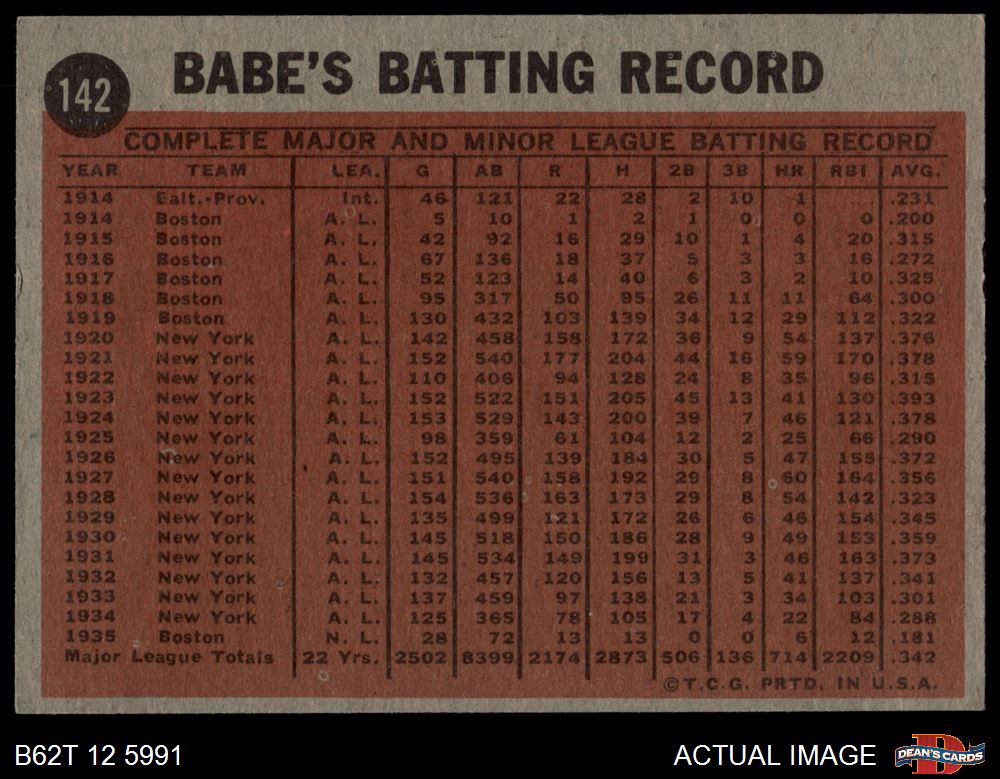 142
BABE'S BATTING RECORD
COMPLETE MAJOR AND MINOR LEAGUE BATTING RECORD
YEAR TEAM LEA. G AB R H 2B 3B HR RBI AVG.
1914 Balt.-Prov. Int. 46 121 22 28 2 10 1 ... .231
1914 Boston A. L. 5 10 1 2 1 0 0 0 .200
1915 Boston A. L. 42 92 16 29 10 1 4 20 .315
1916 Boston A. L. 67 136 18 37 5 3 3 16 .272
1917 Boston A. L. 52 123 14 40 6 3 2 10 .325
1918 Boston A. L. 95 317 50 95 26 11 11 64 .300
1919 Boston A. L. 130 432 103 139 34 12 29 112 .322
1920 New York A. L. 142 458 158 172 36 9 54 137 .376
1921 New York A. L. 152 540 177 204 44 16 59 170 .378
1922 New York A. L. 110 406 94 128 24 8 35 96 .315
1923 New York A. L. 152 522 151 205 45 13 41 130 .393
1924 New York A. L. 153 529 143 200 39 7 46 121 .378
1925 New York A. L. 98 359 61 104 12 2 25 66 .290
1926 New York A. L. 152 495 139 184 30 5 47 155 .372
1927 New York A. L. 151 540 158 192 29 8 60 164 .356
1928 New York A. L. 154 536 163 173 29 8 54 142 .323
1929 New York A. L. 135 499 121 172 26 6 46 154 .345
1930 New York A. L. 145 518 150 186 28 9 49 153 .359
1931 New York A. L. 145 534 149 199 31 3 46 163 .373
1932 New York A. L. 132 457 120 156 13 5 41 137 .341
1933 New York A. L. 137 459 97 138 21 3 34 103 .301
1934 New York A. L. 125 365 78 105 17 4 22 84 .288
1935 Boston N. L. 28 72 13 13 0 0 6 12 .181
Major League Totals 22 Yrs. 2502 8399 2174 2873 506 136 714 2209 .342
©T.C.G. PRTD. IN U.S.A.
B62T 12 5991
ACTUAL IMAGE
DEAN'S CARDS